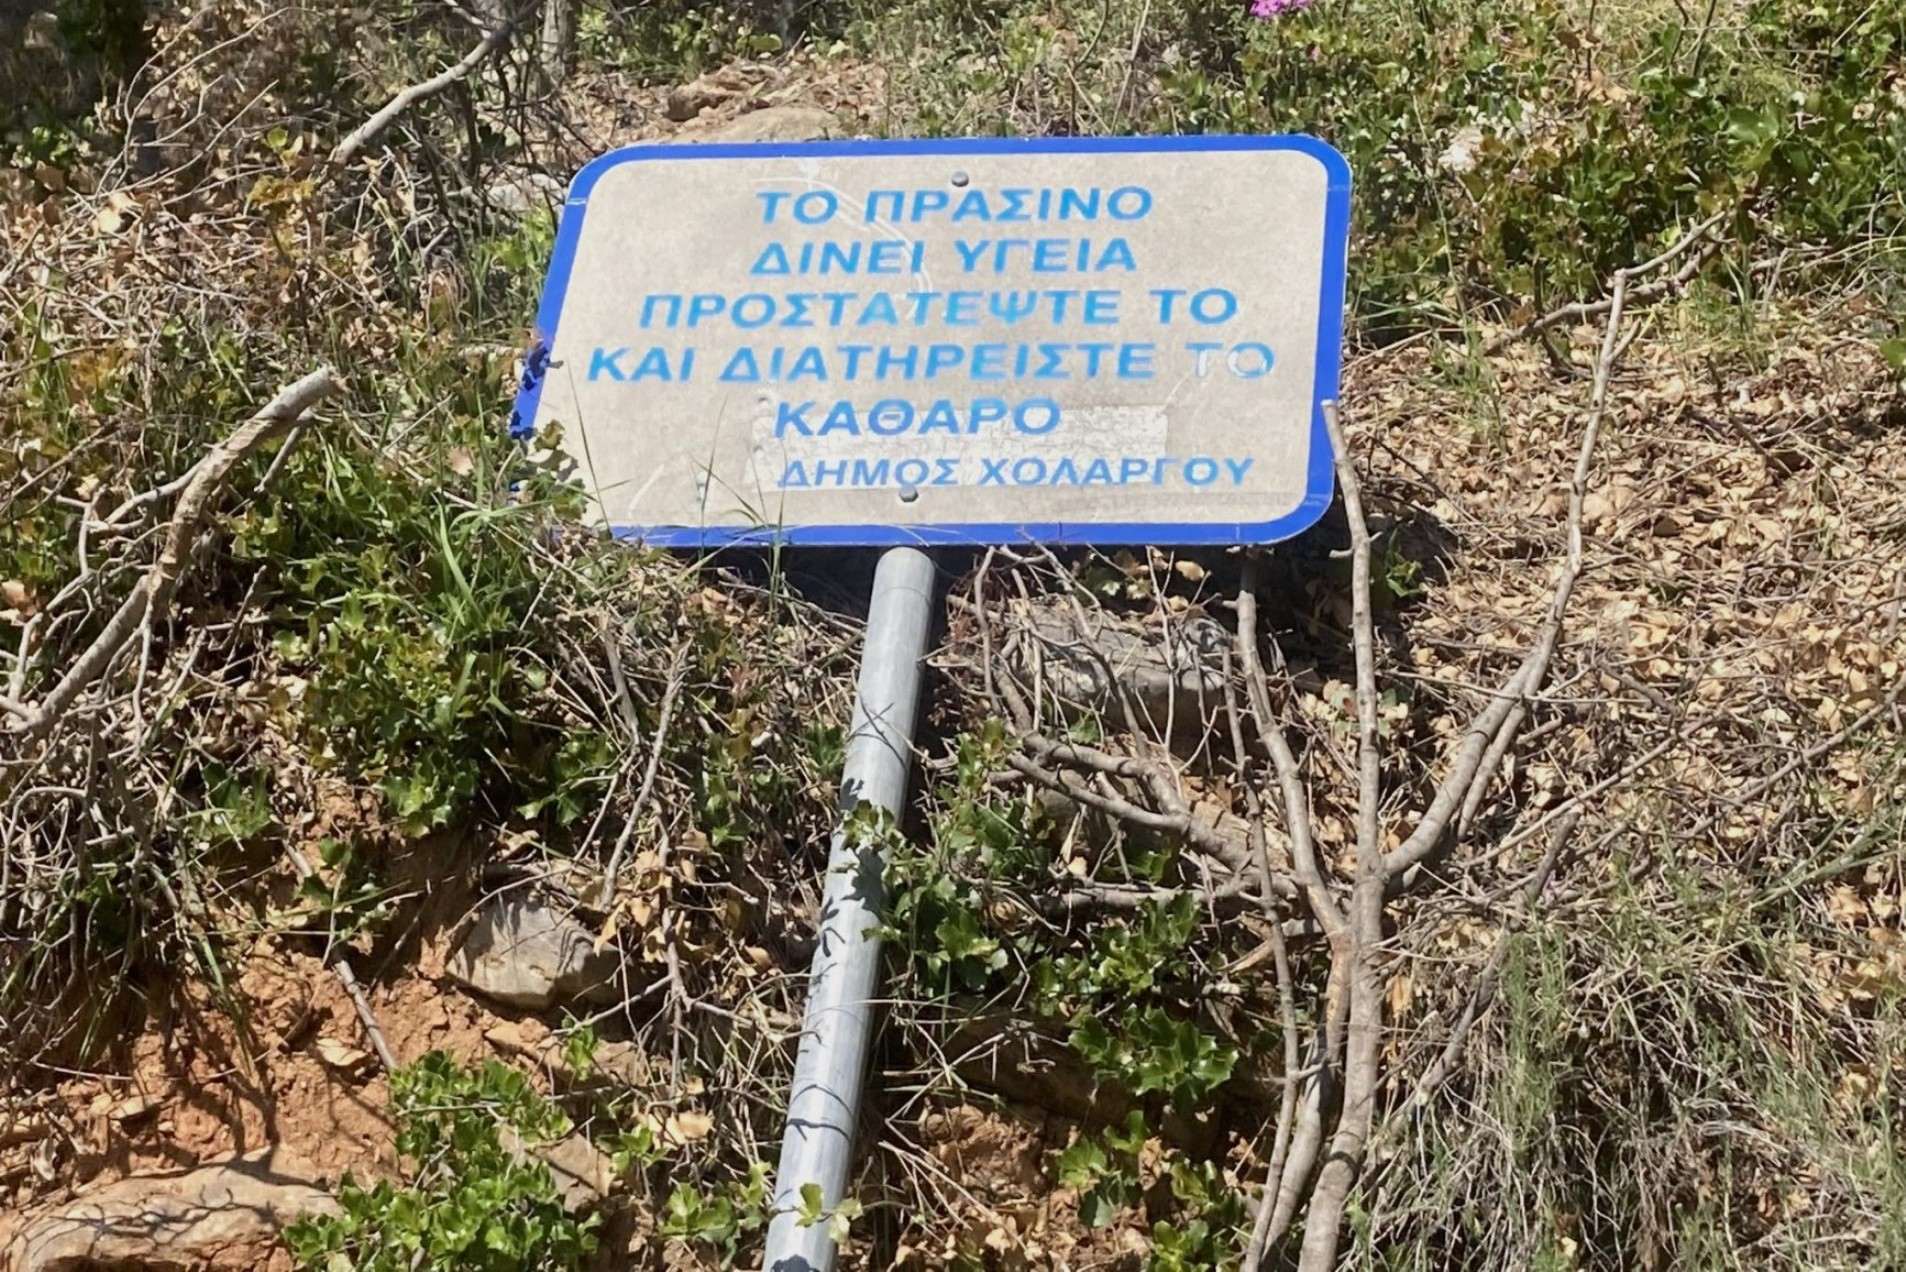 ΤΟ ΠΡΑΣΙΝΟ
ΔΙΝΕΙ ΥΓΕΙΑ
ΠΡΟΣΤΑΤΕΨΤΕ ΤΟ
ΚΑΙ ΔΙΑΤΗΡΕΙΣΤΕ ΤΟ
ΚΑΘΑΡΟ
ΔΗΜΟΣ ΧΟΛΑΡΓΟΥ